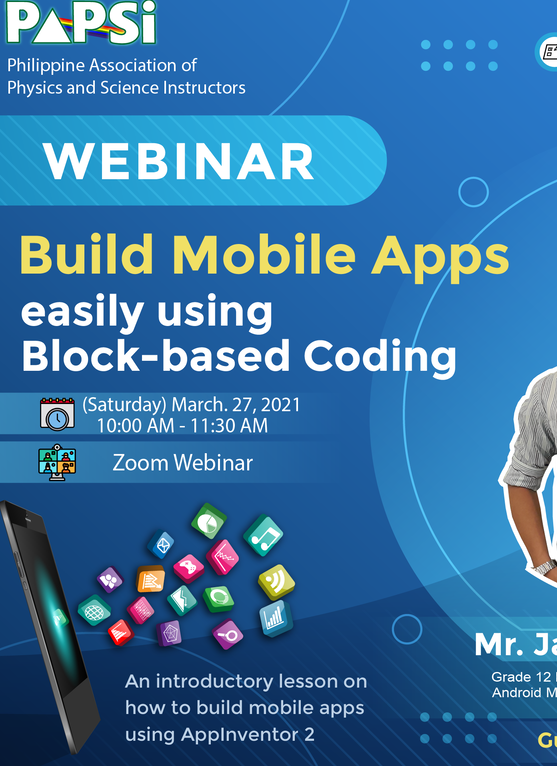 PAPSi
Philippine Association of
Physics and Science Instructors
WEBINAR
Build Mobile Apps
easily using
Block-based Coding
(Saturday) March. 27, 2021
10:00 AM - 11:30 AM
Zoom Webinar
An introductory lesson on
how to build mobile apps
using AppInventor 2
Mr. Ja
Grade 12
Android M